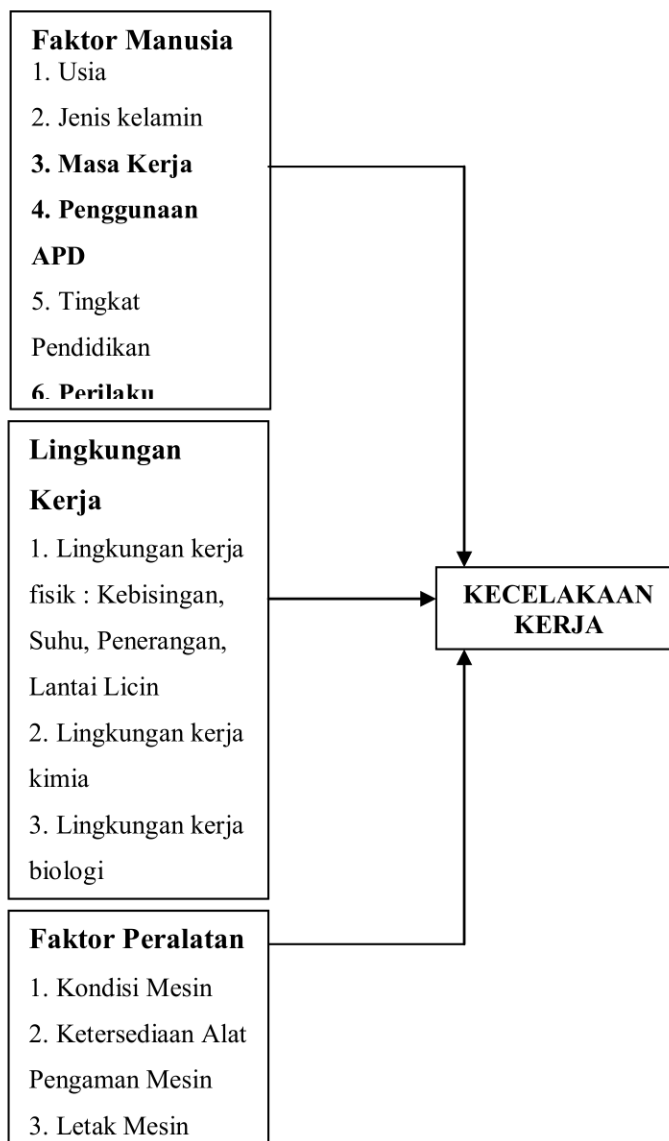 Faktor Manusia
1. Usia
2. Jenis kelamin
3. Masa Kerja
4. Penggunaan
APD
5. Tingkat
Pendidikan
6. Perilaku
Lingkungan
Kerja
1. Lingkungan kerja
fisik : Kebisingan,
Suhu, Penerangan,
Lantai Licin
2. Lingkungan kerja
kimia
3. Lingkungan kerja
biologi
Faktor Peralatan
1. Kondisi Mesin
2. Ketersediaan Alat
Pengaman Mesin
3. Letak Mesin
KECELAKAAN
KERJA